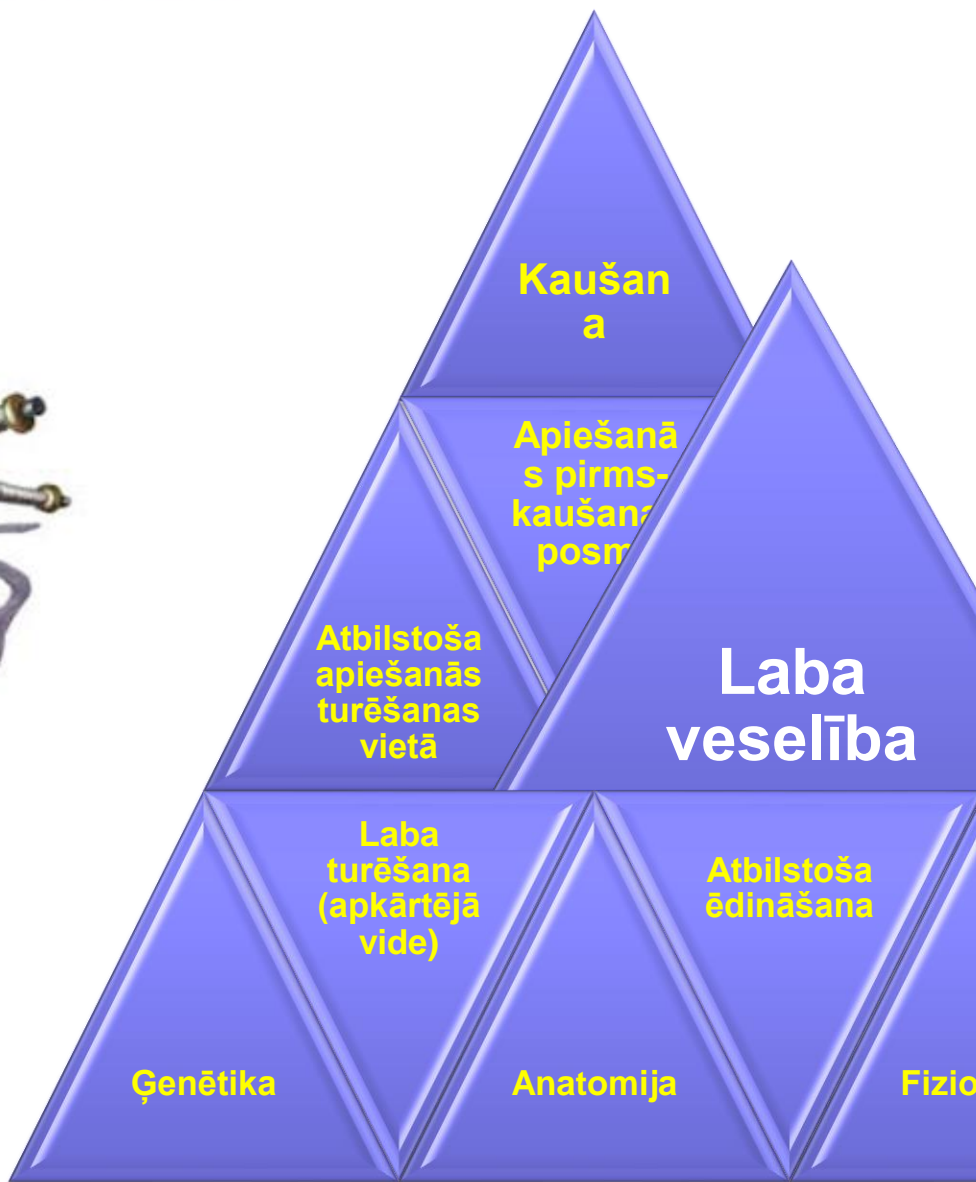 Kaušan
a
Apiešanā
s pirms-
kaušana
posm
Atbilstoša
apiešanās
turēšanas
vietā
Laba
veselība
Laba
turēšana
(apkārtējā
vide)
Atbilstoša
ēdināšana
Ģenētika
Anatomija
Fizio